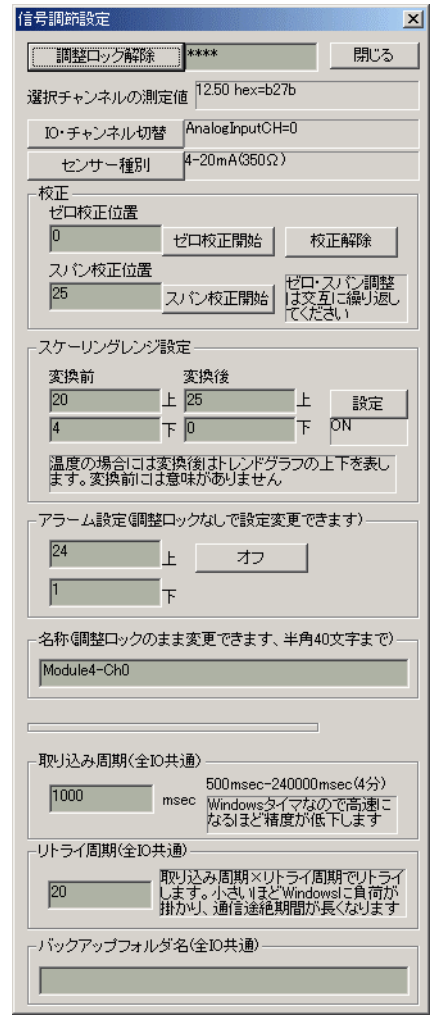 信号調節設定
調整ロック解除 **** 閉じる
選択チャンネルの測定値 12.50 hex=b27b
IO・チャンネル切替 AnalogInputCH=0
センサー種別 4-20mA(350Ω)
校正
ゼロ校正位置
0 ゼロ校正開始 校正解除
スパン校正位置
25 スパン校正開始
ゼロ・スパン調整
は交互に繰り返し
てください
スケーリングレンジ設定
変換前 変換後
20 上 25 上 設定
4 下 0 下 ON
温度の場合には変換後はトレンドグラフの上下を表し
ます。変換前には意味がありません
アラーム設定(調整ロックなしで設定変更できます)
24 上 オフ
1 下
名称(調整ロックのまま変更できます、半角40文字まで)
Module4-Ch0
取り込み周期(全IO共通)
500msec-240000msec(4分)
1000 msec
Windowsタイマなので高速に
なるほど精度が低下します
リトライ周期(全IO共通)
20
取り込み周期×リトライ周期でリトライ
します。小さいほどWindowsに負荷が
掛かり、通信途絶期間が長くなります
バックアップフォルダ名(全IO共通)